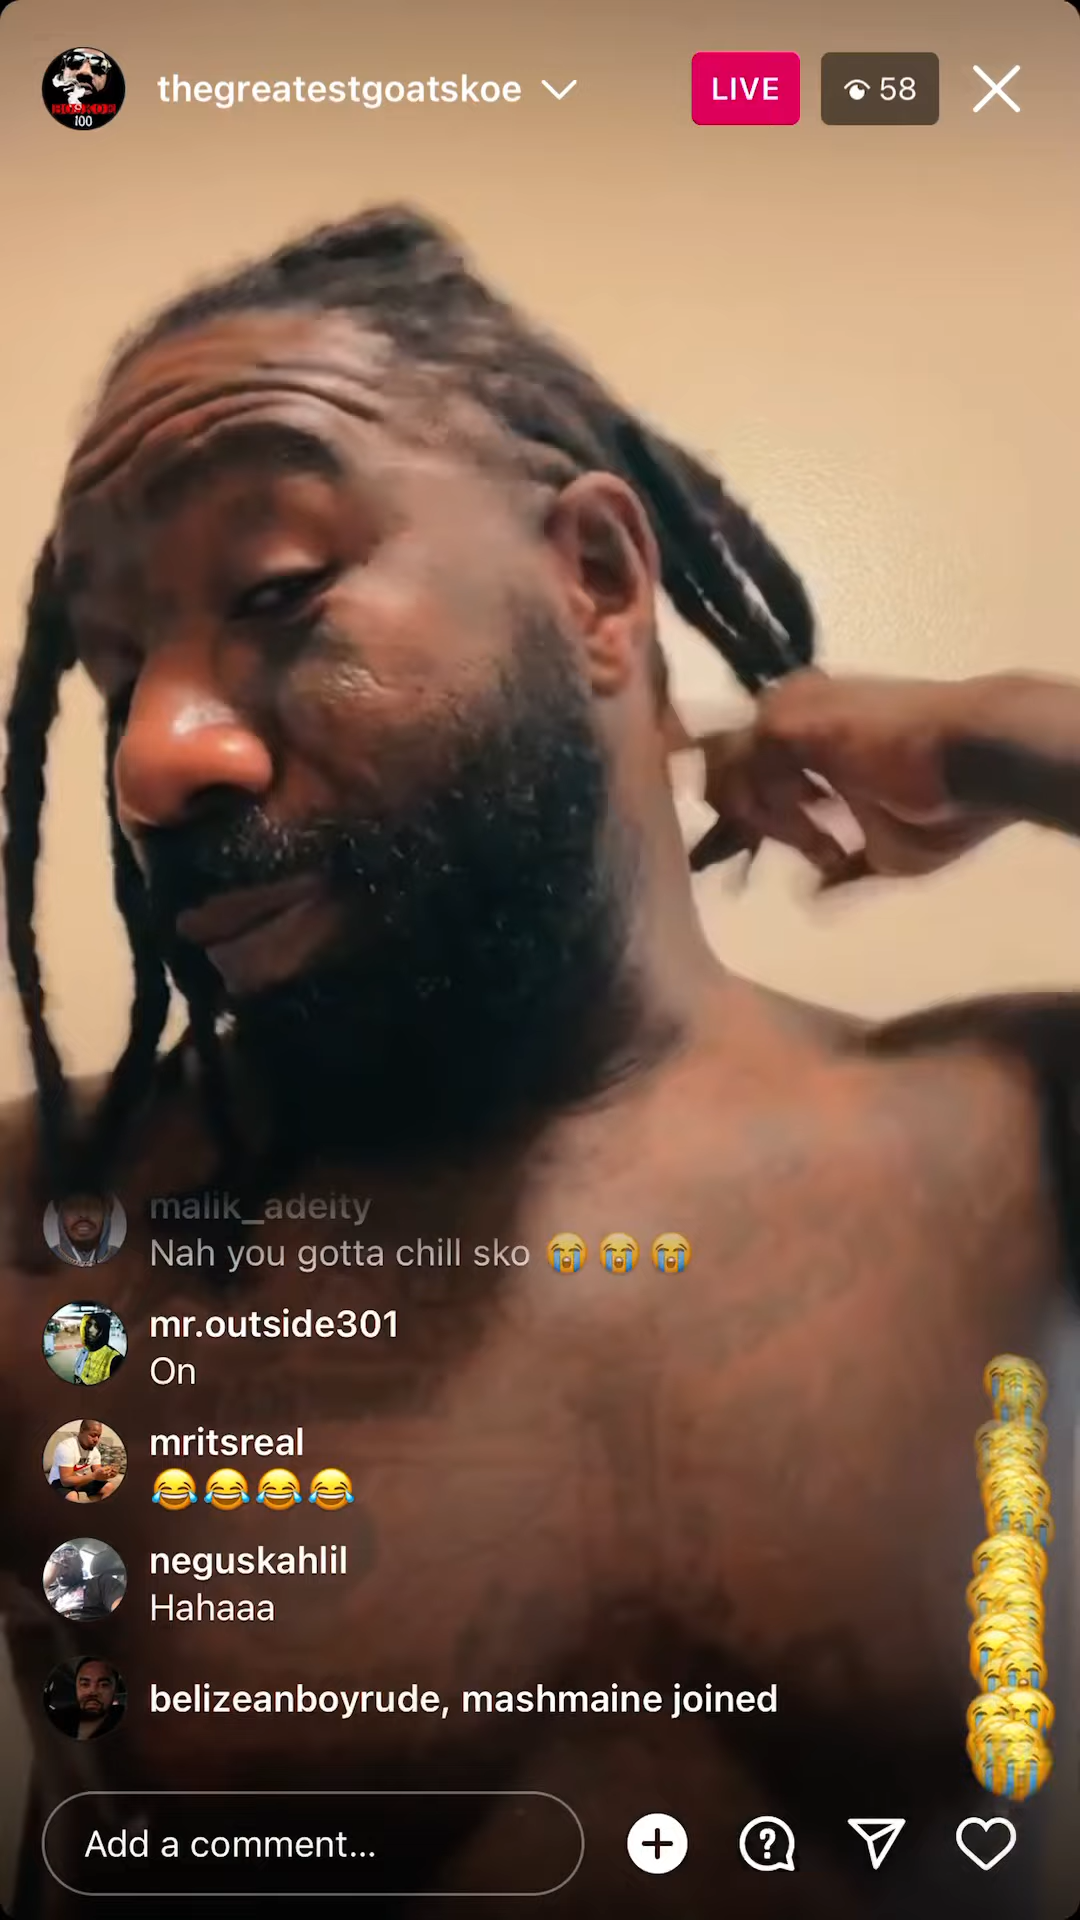 thegreatestgoatskoe
LIVE
58
100
malik_adeity
Nah you gotta chill sko 😭😭😭
mr.outside301
On
mritsreal
😂😂😂😂
neguskahlil
Hahaaa
belizeanboyrude, mashmaine joined
Add a comment...